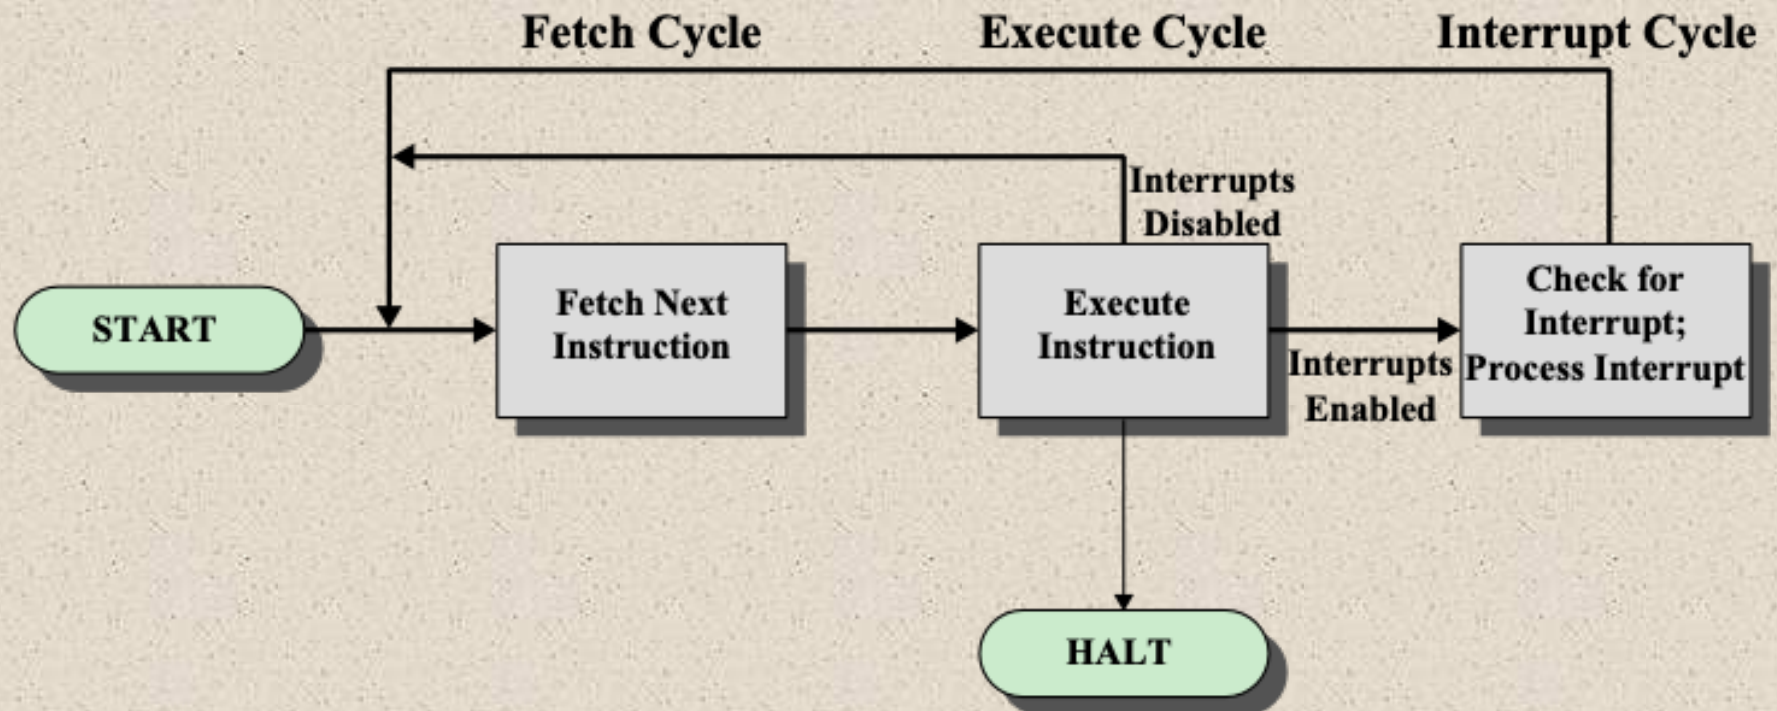 Fetch Cycle
Execute Cycle
Interrupt Cycle
Interrupts
Disabled
START
Fetch Next
Instruction
Execute
Instruction
Interrupts
Enabled
Check for
Interrupt;
Process Interrupt
HALT